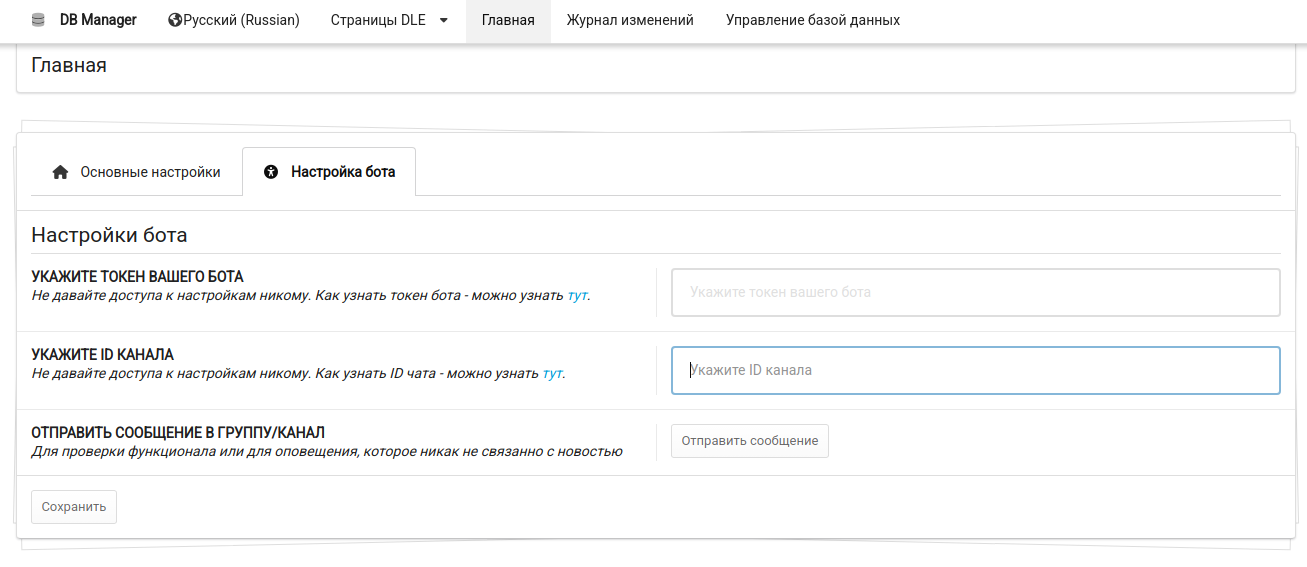 DB Manager Русский (Russian) Страницы DLE Главная Журнал изменений Управление базой данных
Главная
Основные настройки Настройка бота
Настройки бота
УКАЖИТЕ ТОКЕН ВАШЕГО БОТА
Не давайте доступа к настройкам никому. Как узнать токен бота - можно узнать тут.
Укажите токен вашего бота
УКАЖИТЕ ID КАНАЛА
Не давайте доступа к настройкам никому. Как узнать ID чата - можно узнать тут.
Укажите ID канала
ОТПРАВИТЬ СООБЩЕНИЕ В ГРУППУ/КАНАЛ
Для проверки функционала или для оповещения, которое никак не связанно с новостью
Отправить сообщение
Сохранить